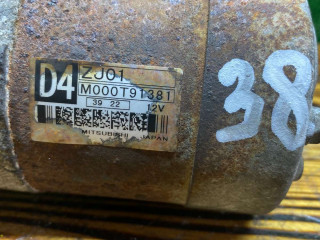 D4 ZJ01
M000T91381
39 22 12V
MITSUBISHI JAPAN
38